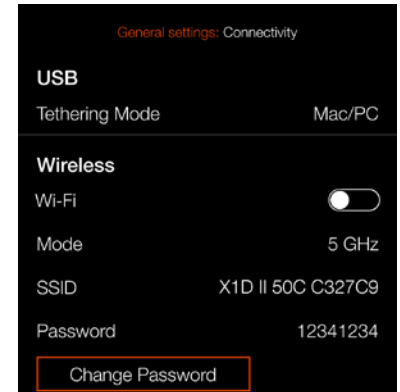 General settings: Connectivity
USB
Tethering Mode Mac/PC
Wireless
Wi-Fi
Mode 5 GHz
SSID X1D II 50C C327C9
Password 12341234
Change Password